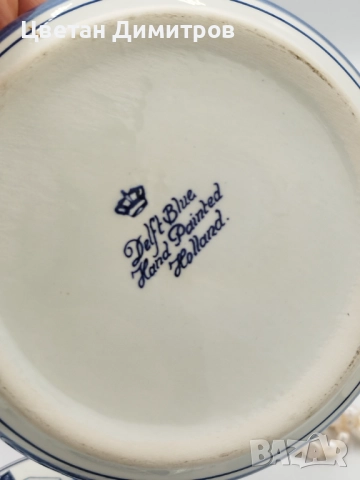 Цветан Димитров
Delft Blue
Hand Painted
Holland.
BAZAR